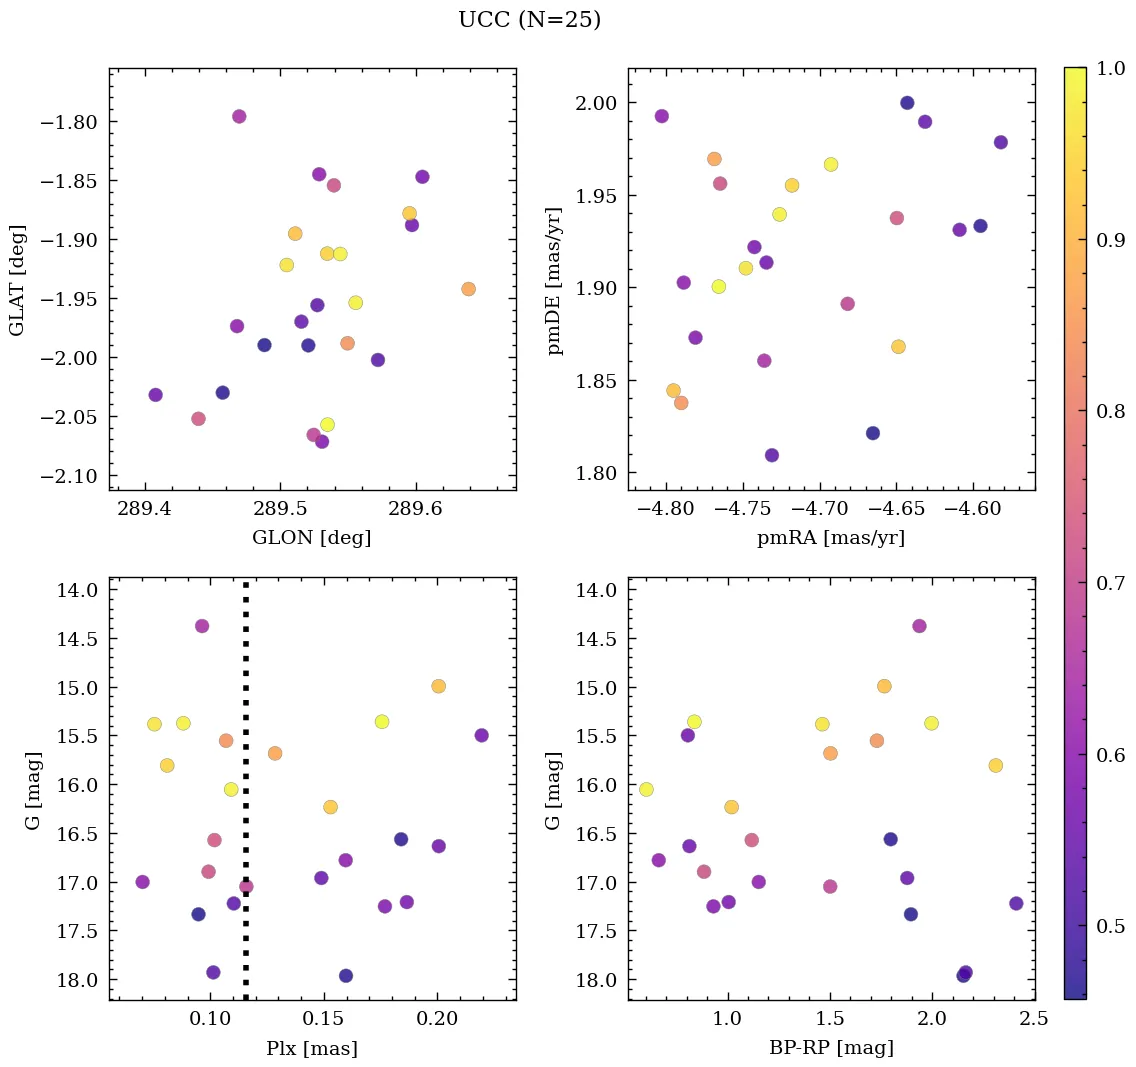 UCC (N=25)
−1.80
−1.85
−1.90
−1.95
−2.00
−2.05
−2.10
GLAT [deg]
289.4 289.5 289.6
GLON [deg]
2.00
1.95
1.90
1.85
1.80
pmDE [mas/yr]
−4.80 −4.75 −4.70 −4.65 −4.60
pmRA [mas/yr]
14.0
14.5
15.0
15.5
16.0
16.5
17.0
17.5
18.0
G [mag]
0.10 0.15 0.20
Plx [mas]
14.0
14.5
15.0
15.5
16.0
16.5
17.0
17.5
18.0
G [mag]
1.0 1.5 2.0 2.5
BP-RP [mag]
1.0
0.9
0.8
0.7
0.6
0.5